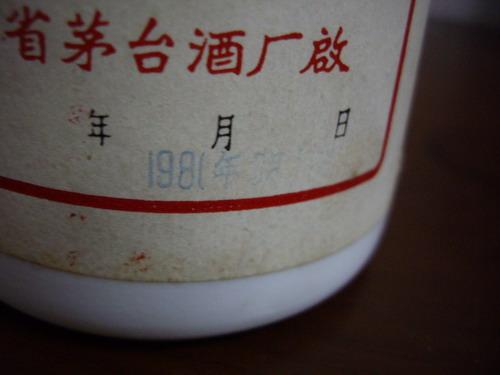 省茅台酒厂啟
年 月 日
1981年